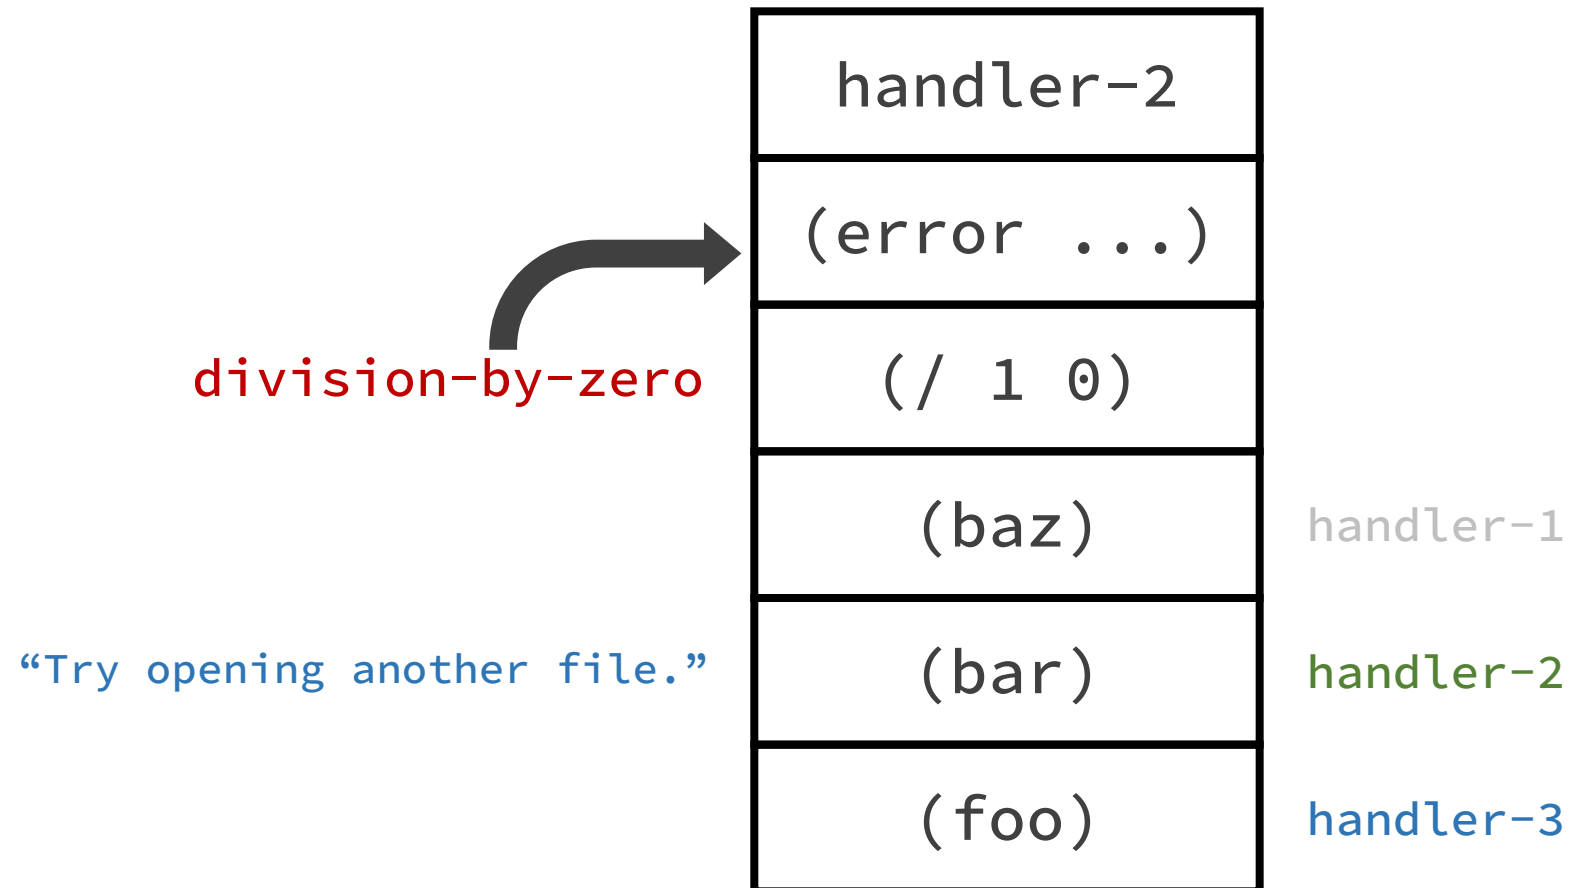 handler-2
(error ...)
division-by-zero
(/ 1 0)
(baz)
handler-1
“Try opening another file.”
(bar)
handler-2
(foo)
handler-3